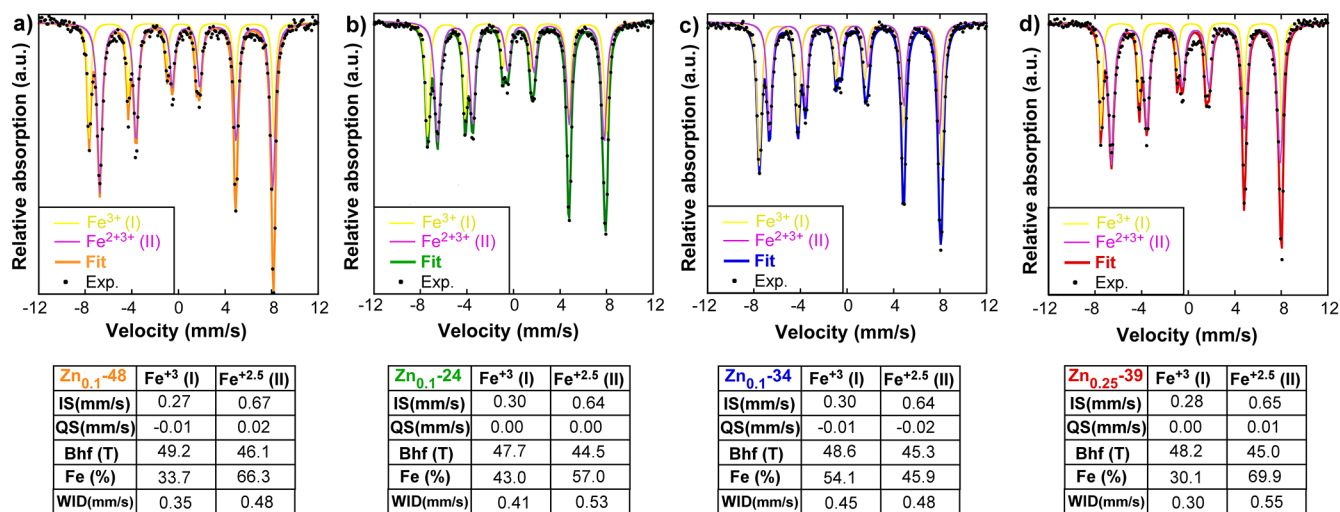 a)
Relative absorption (a.u.)
Fe³⁺ (I)
Fe²⁺³⁺ (II)
Fit
Exp.
-12 -8 -4 0 4 8 12
Velocity (mm/s)
b)
Relative absorption (a.u.)
Fe³⁺ (I)
Fe²⁺³⁺ (II)
Fit
Exp.
-12 -8 -4 0 4 8 12
Velocity (mm/s)
c)
Relative absorption (a.u.)
Fe³⁺ (I)
Fe²⁺³⁺ (II)
Fit
Exp.
-12 -8 -4 0 4 8 12
Velocity (mm/s)
d)
Relative absorption (a.u.)
Fe³⁺ (I)
Fe²⁺³⁺ (II)
Fit
Exp.
-12 -8 -4 0 4 8 12
Velocity (mm/s)
Zn₀.₁-48 Fe⁺³ (I) Fe⁺²·⁵ (II)
IS(mm/s) 0.27 0.67
QS(mm/s) -0.01 0.02
Bhf (T) 49.2 46.1
Fe (%) 33.7 66.3
WID(mm/s) 0.35 0.48
Zn₀.₁-24 Fe⁺³ (I) Fe⁺²·⁵ (II)
IS(mm/s) 0.30 0.64
QS(mm/s) 0.00 0.00
Bhf (T) 47.7 44.5
Fe (%) 43.0 57.0
WID(mm/s) 0.41 0.53
Zn₀.₁-34 Fe⁺³ (I) Fe⁺²·⁵ (II)
IS(mm/s) 0.30 0.64
QS(mm/s) -0.01 -0.02
Bhf (T) 48.6 45.3
Fe (%) 54.1 45.9
WID(mm/s) 0.45 0.48
Zn₀.₂₅-39 Fe⁺³ (I) Fe⁺²·⁵ (II)
IS(mm/s) 0.28 0.65
QS(mm/s) 0.00 0.01
Bhf (T) 48.2 45.0
Fe (%) 30.1 69.9
WID(mm/s) 0.30 0.55